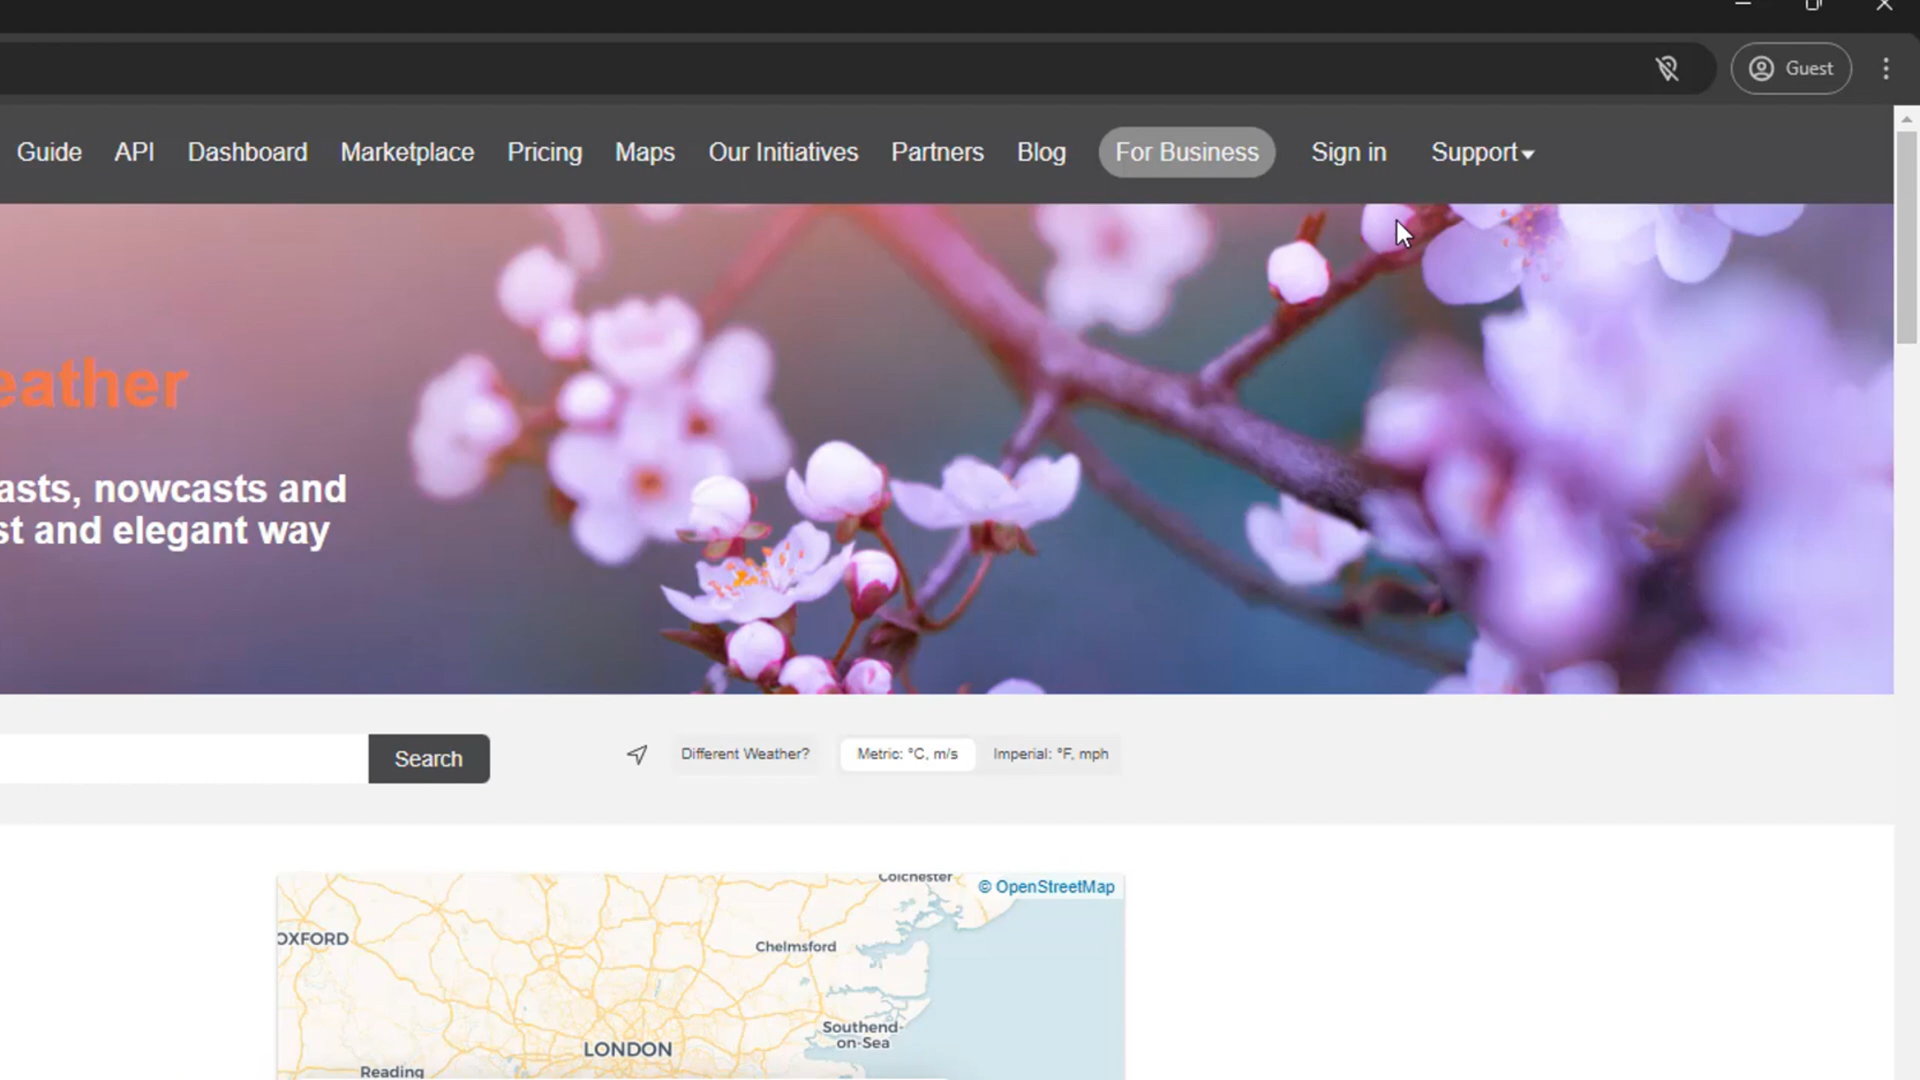 Guest
Guide API Dashboard Marketplace Pricing Maps Our Initiatives Partners Blog For Business Sign in Support
eather
asts, nowcasts and
st and elegant way
Search
Different Weather? Metric: °C, m/s Imperial: °F, mph
Colchester
© OpenStreetMap
OXFORD
Chelmsford
Southend-
on-Sea
LONDON
Reading